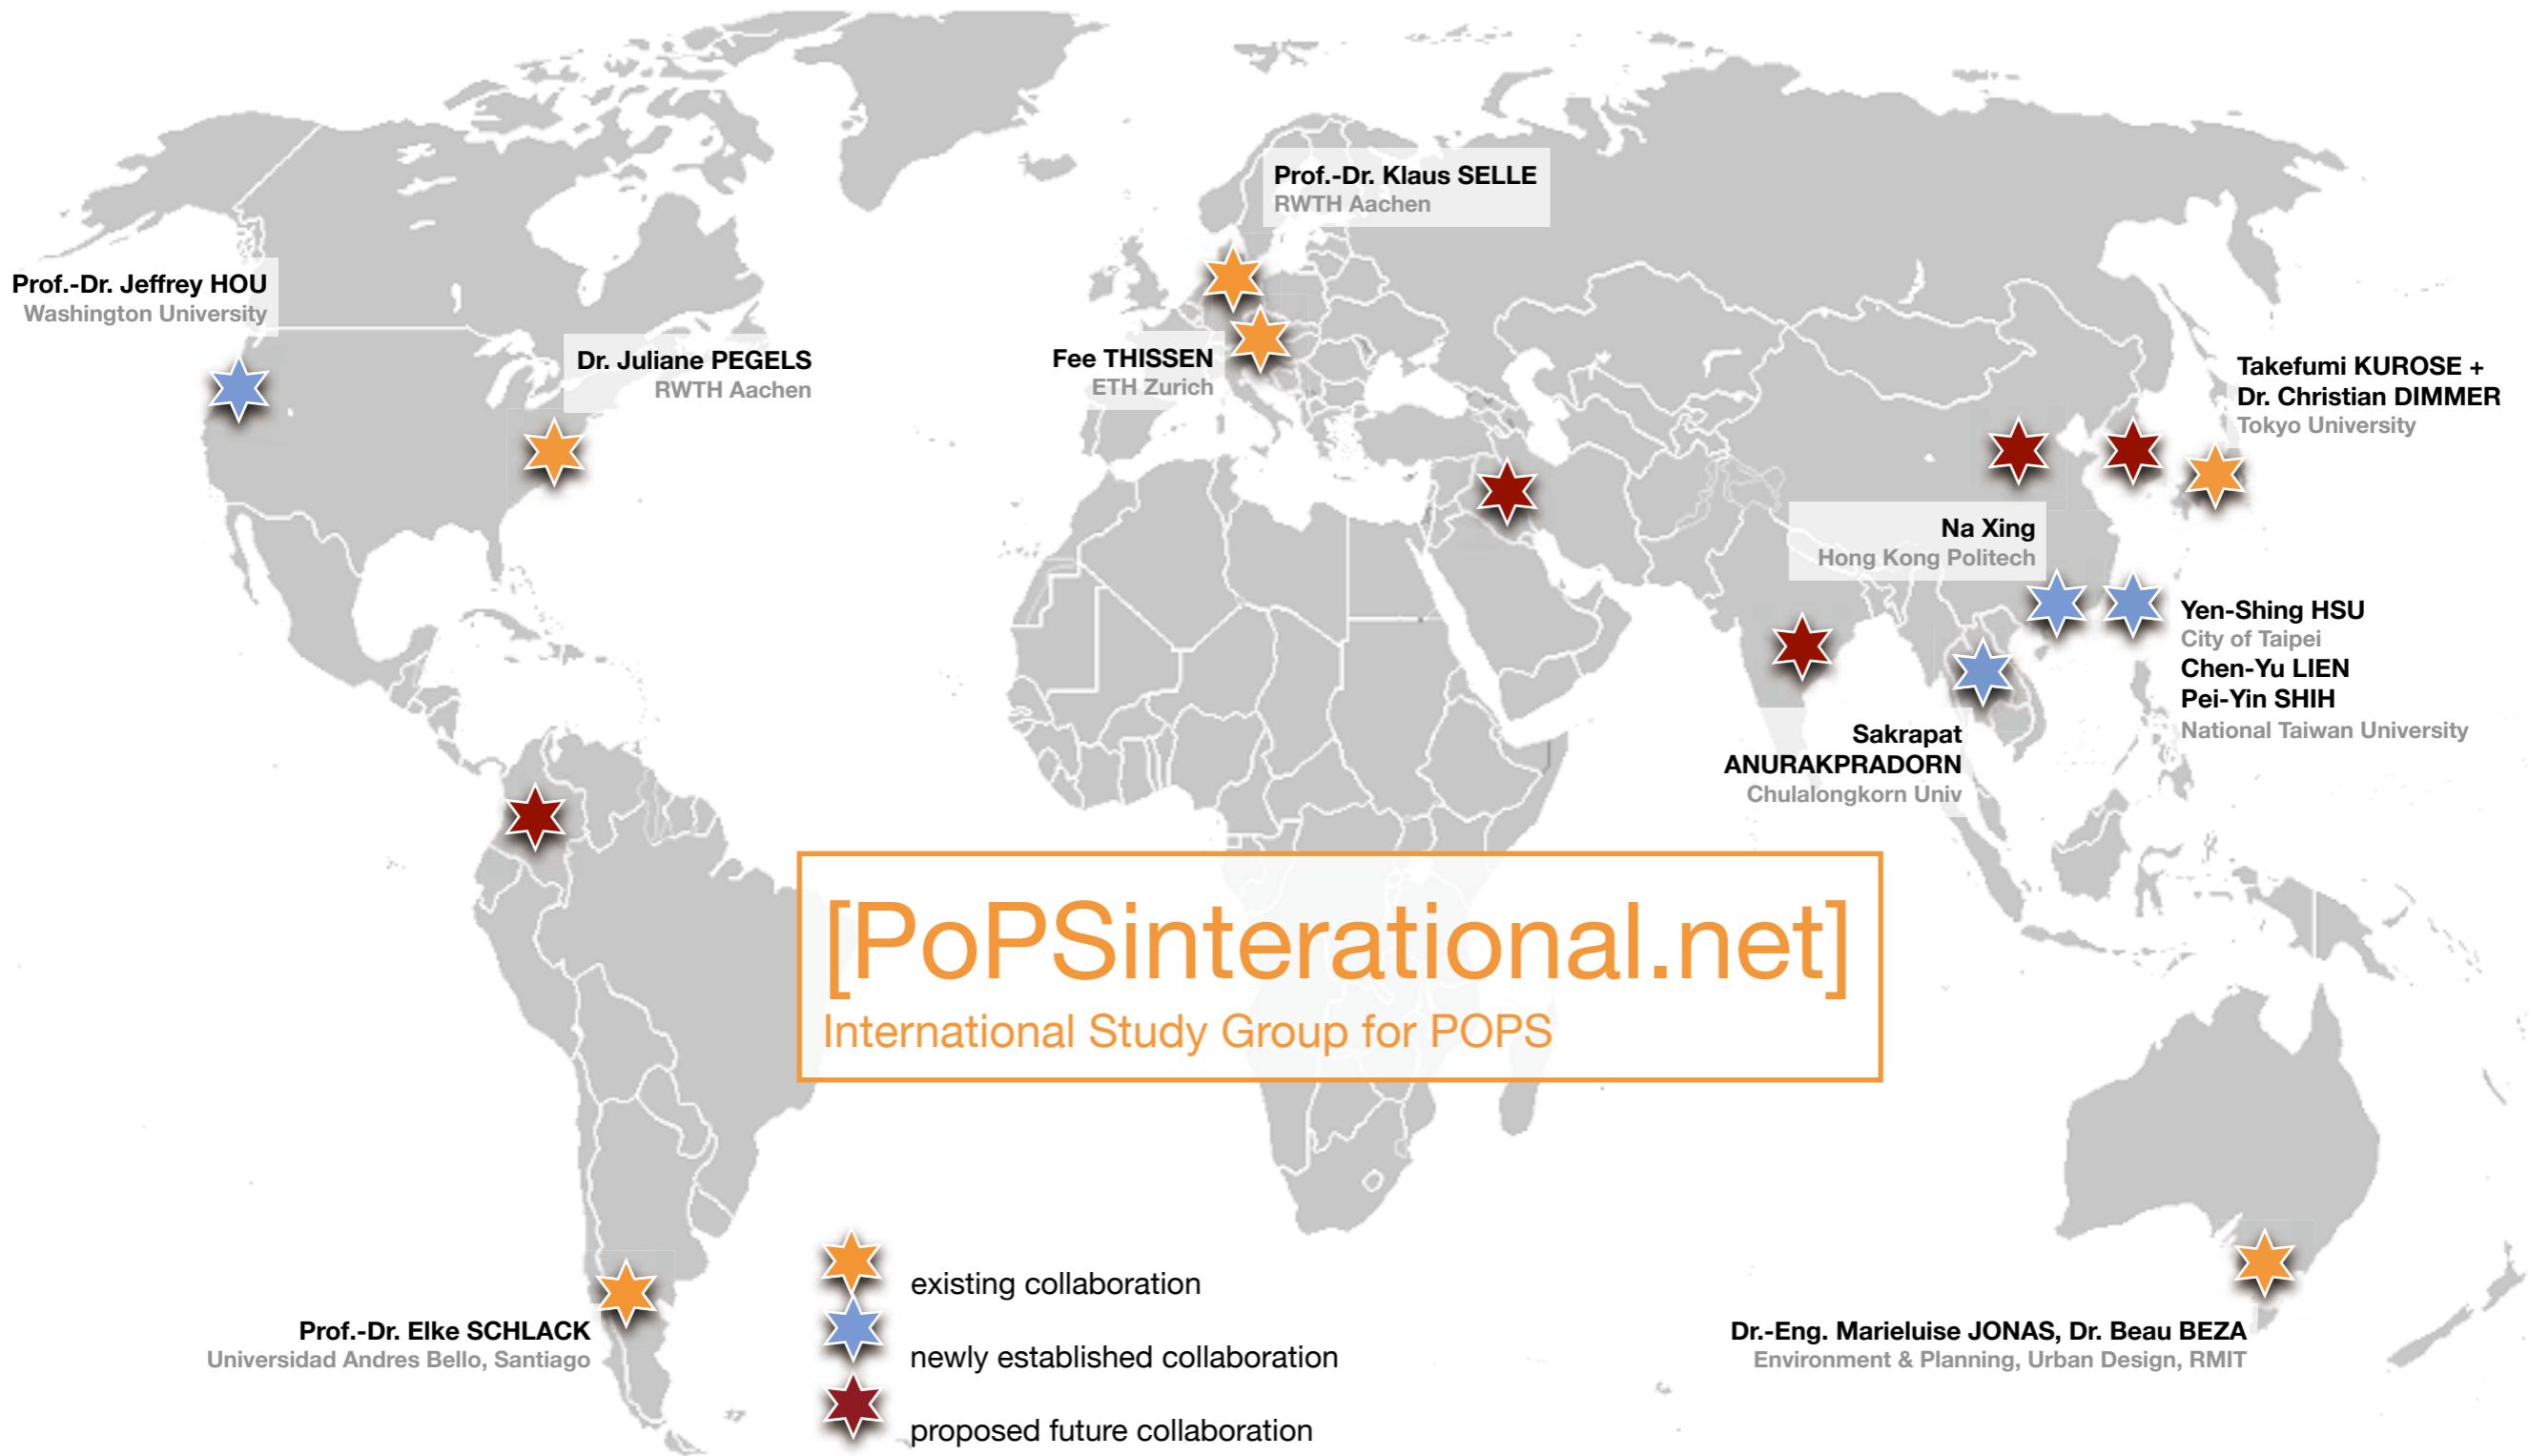 Prof.-Dr. Klaus SELLE
RWTH Aachen
Prof.-Dr. Jeffrey HOU
Washington University
Dr. Juliane PEGELS
RWTH Aachen
Fee THISSEN
ETH Zurich
Takefumi KUROSE +
Dr. Christian DIMMER
Tokyo University
Na Xing
Hong Kong Politech
Yen-Shing HSU
City of Taipei
Chen-Yu LIEN
Pei-Yin SHIH
National Taiwan University
Sakrapat
ANURAKPRADORN
Chulalongkorn Univ
[PoPSinterational.net]
International Study Group for POPS
existing collaboration
newly established collaboration
proposed future collaboration
Prof.-Dr. Elke SCHLACK
Universidad Andres Bello, Santiago
Dr.-Eng. Marieluise JONAS, Dr. Beau BEZA
Environment & Planning, Urban Design, RMIT